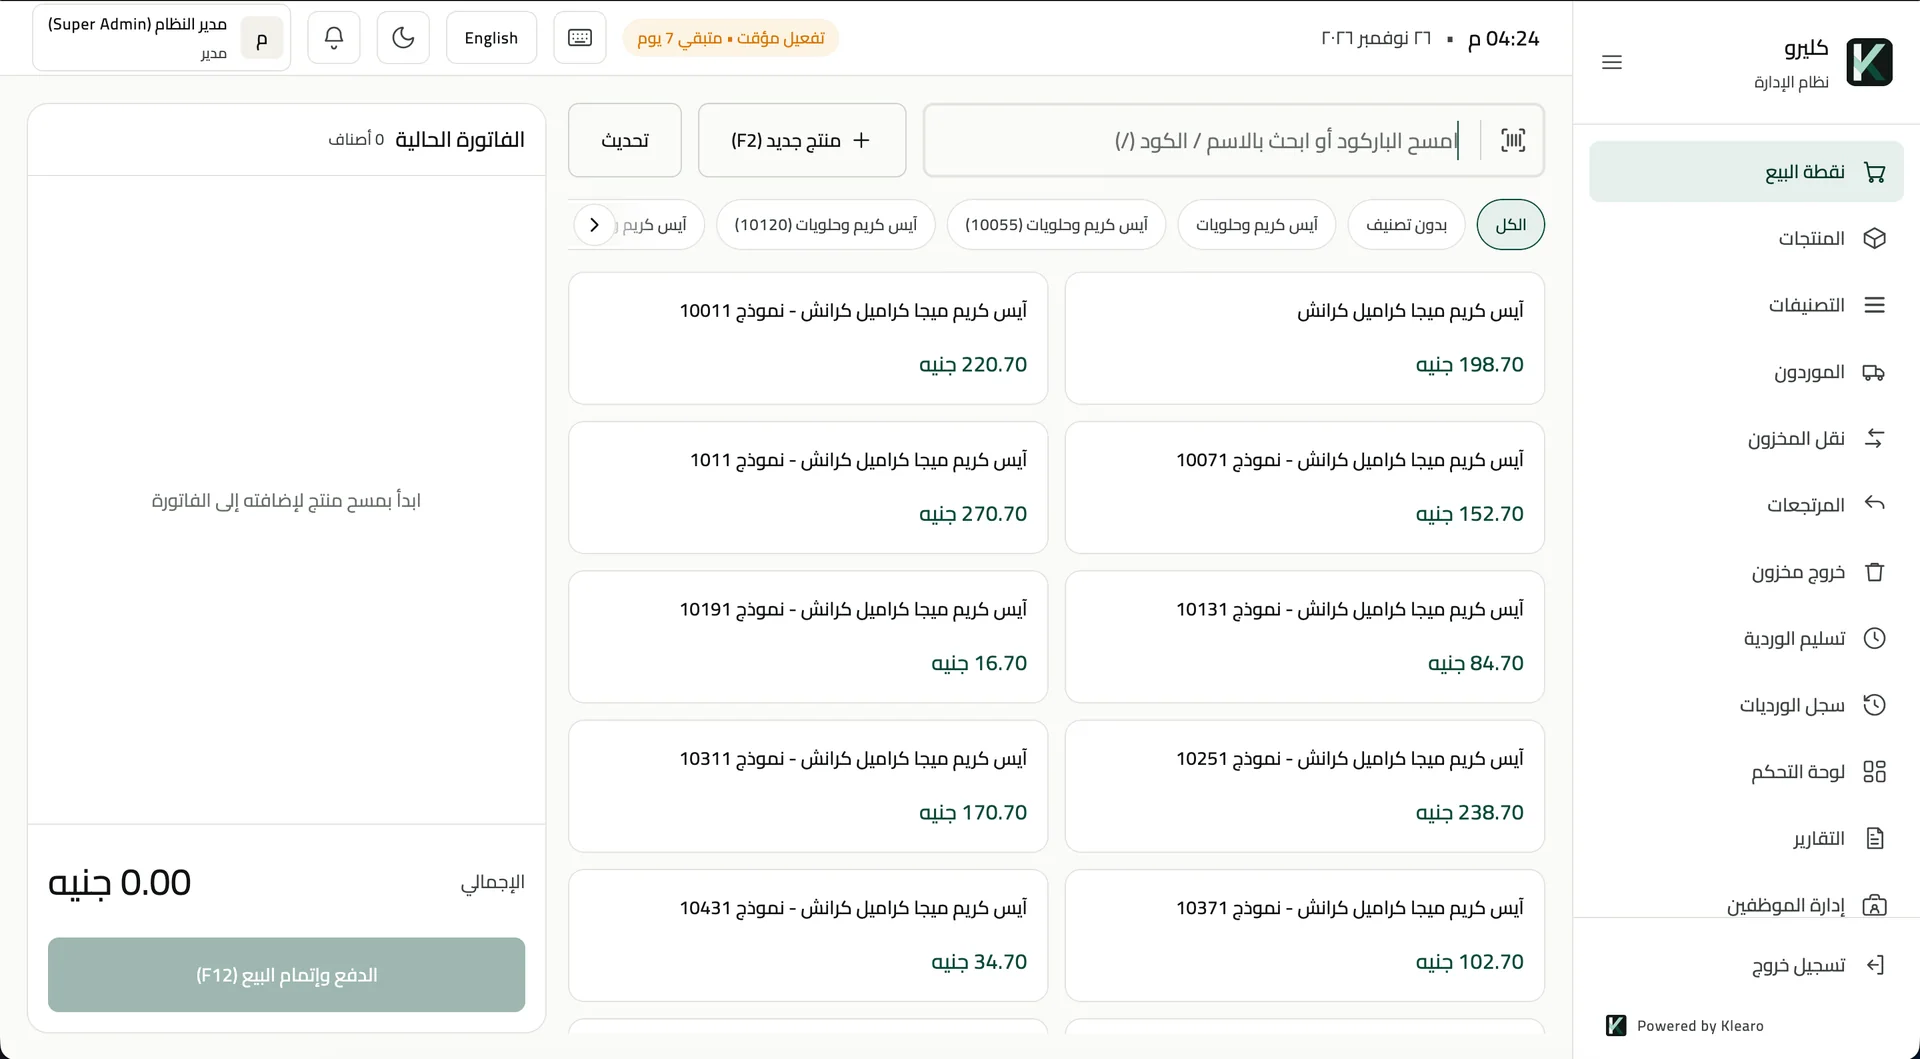 كليرو
نظام الإدارة
04:24 م ▪ ٢٦ نوفمبر ٢٠٢٦
تفعيل مؤقت • متبقي 7 يوم
English
م
مدير النظام (Super Admin)
مدير
نقطة البيع
المنتجات
التصنيفات
الموردون
نقل المخزون
المرتجعات
خروج مخزون
تسليم الوردية
سجل الورديات
لوحة التحكم
التقارير
إدارة الموظفين
تسجيل خروج
Powered by Klearo
امسح الباركود أو ابحث بالاسم / الكود (/)
+ منتج جديد (F2)
تحديث
الكل
بدون تصنيف
آيس كريم وحلويات
آيس كريم وحلويات (10055)
آيس كريم وحلويات (10120)
آيس كريم و
آيس كريم ميجا كراميل كرانش
198.70 جنيه
آيس كريم ميجا كراميل كرانش - نموذج 10011
220.70 جنيه
آيس كريم ميجا كراميل كرانش - نموذج 10071
152.70 جنيه
آيس كريم ميجا كراميل كرانش - نموذج 1011
270.70 جنيه
آيس كريم ميجا كراميل كرانش - نموذج 10131
84.70 جنيه
آيس كريم ميجا كراميل كرانش - نموذج 10191
16.70 جنيه
آيس كريم ميجا كراميل كرانش - نموذج 10251
238.70 جنيه
آيس كريم ميجا كراميل كرانش - نموذج 10311
170.70 جنيه
آيس كريم ميجا كراميل كرانش - نموذج 10371
102.70 جنيه
آيس كريم ميجا كراميل كرانش - نموذج 10431
34.70 جنيه
الفاتورة الحالية 0 أصناف
ابدأ بمسح منتج لإضافته إلى الفاتورة
الإجمالي
0.00 جنيه
الدفع وإتمام البيع (F12)